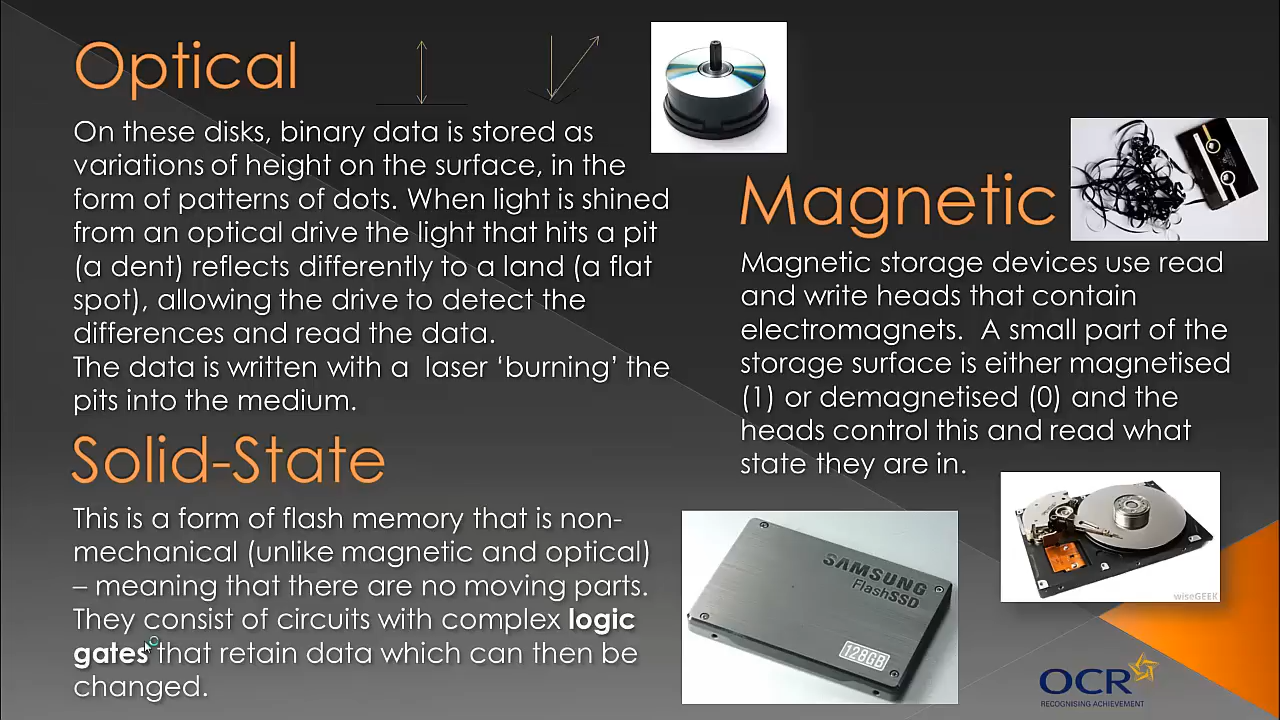 Optical
On these disks, binary data is stored as
variations of height on the surface, in the
form of patterns of dots. When light is shined
from an optical drive the light that hits a pit
(a dent) reflects differently to a land (a flat
spot), allowing the drive to detect the
differences and read the data.
The data is written with a laser ‘burning’ the
pits into the medium.
Solid-State
This is a form of flash memory that is non-
mechanical (unlike magnetic and optical)
– meaning that there are no moving parts.
They consist of circuits with complex logic
gates that retain data which can then be
changed.
Magnetic
Magnetic storage devices use read
and write heads that contain
electromagnets. A small part of the
storage surface is either magnetised
(1) or demagnetised (0) and the
heads control this and read what
state they are in.
wiseGEEK
SAMSUNG
FlashSSD
128GB
OCR
RECOGNISING ACHIEVEMENT